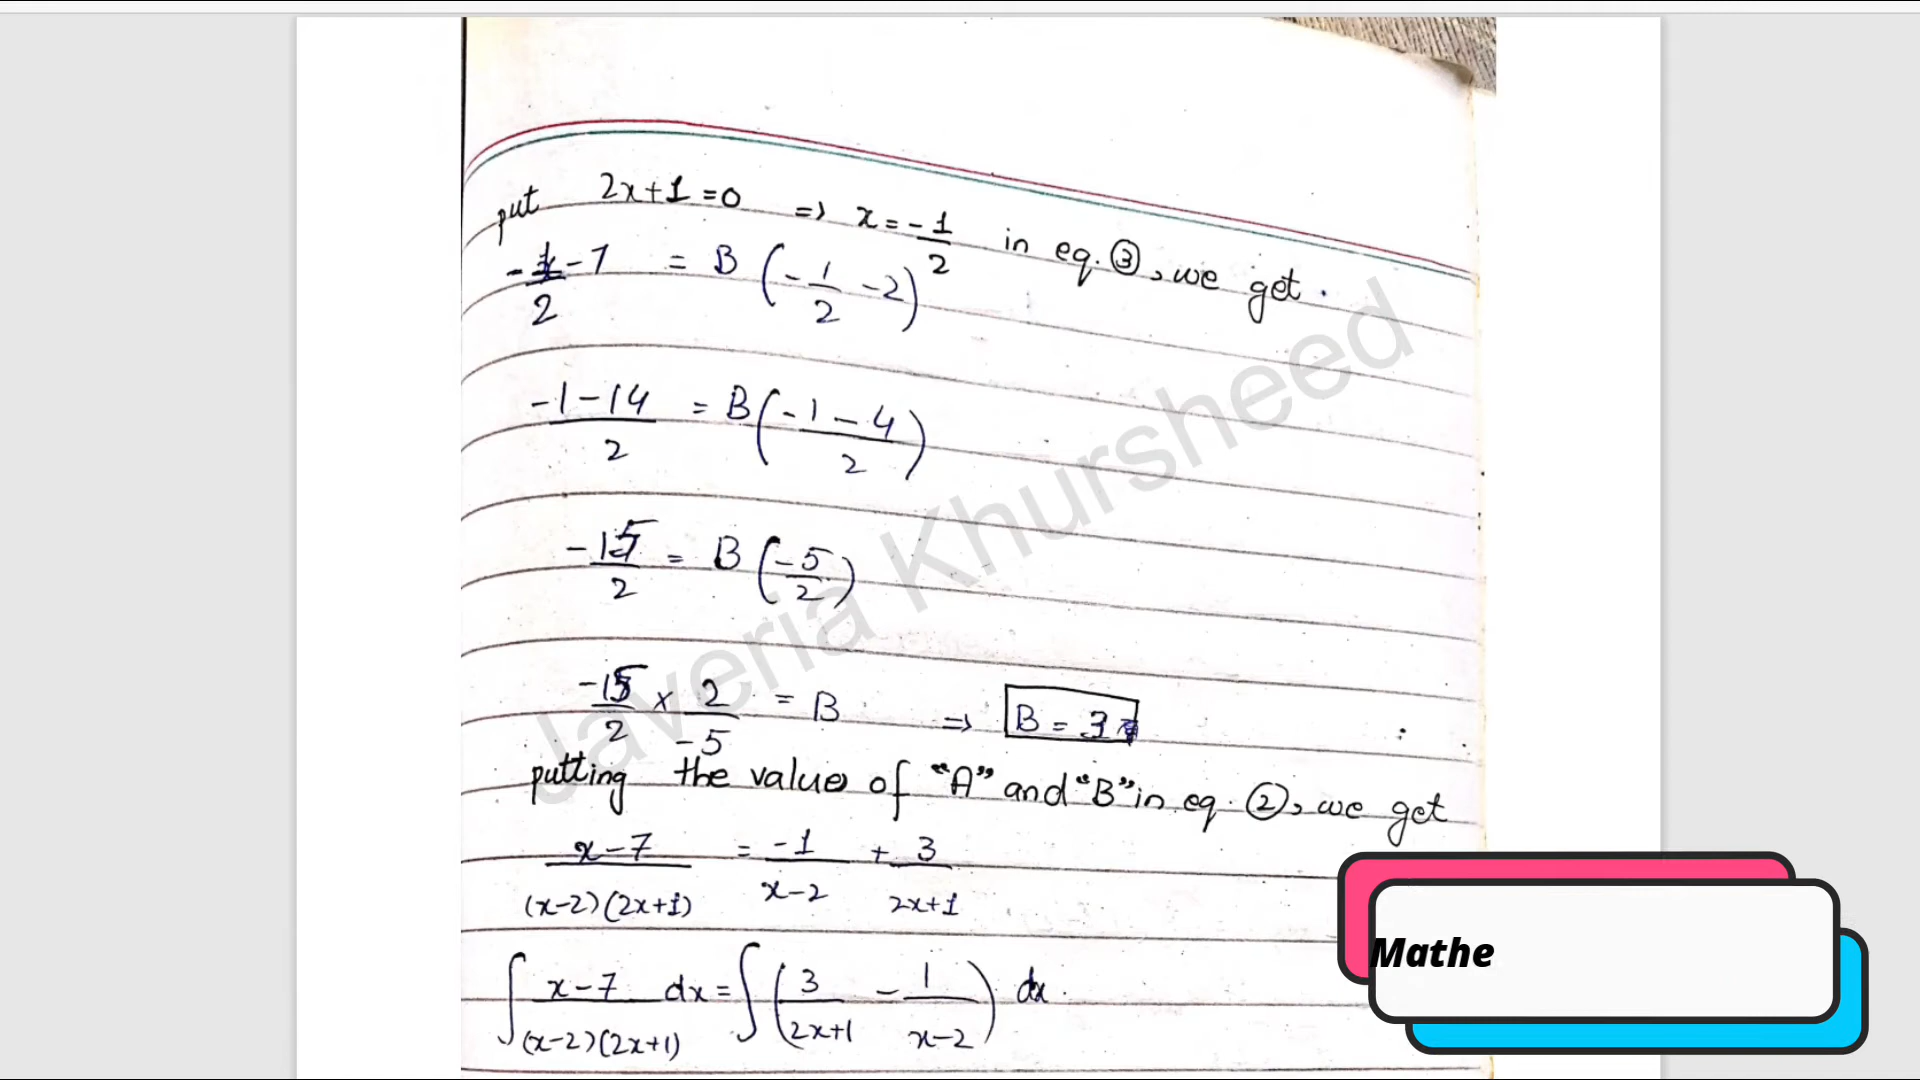 put 2x+1=0 => x=-1/2 in eq.③, we get.
-1/2 -7 = B(-1/2 -2)
(-1-14)/2 = B((-1-4)/2)
-15/2 = B(-5/2)
-15/2 × 2/-5 = B => B = 3
putting the values of "A" and "B" in eq. ②, we get
x-7/(x-2)(2x+1) = -1/x-2 + 3/2x+1
∫ x-7/(x-2)(2x+1) dx = ∫(3/2x+1 - 1/x-2) dx.
Javeria Khursheed
Mathe